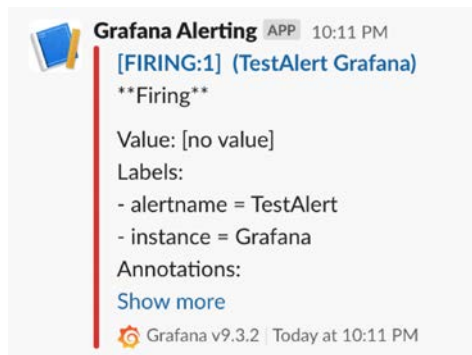 Grafana Alerting APP 10:11 PM
[FIRING:1] (TestAlert Grafana)
**Firing**
Value: [no value]
Labels:
- alertname = TestAlert
- instance = Grafana
Annotations:
Show more
Grafana v9.3.2 | Today at 10:11 PM